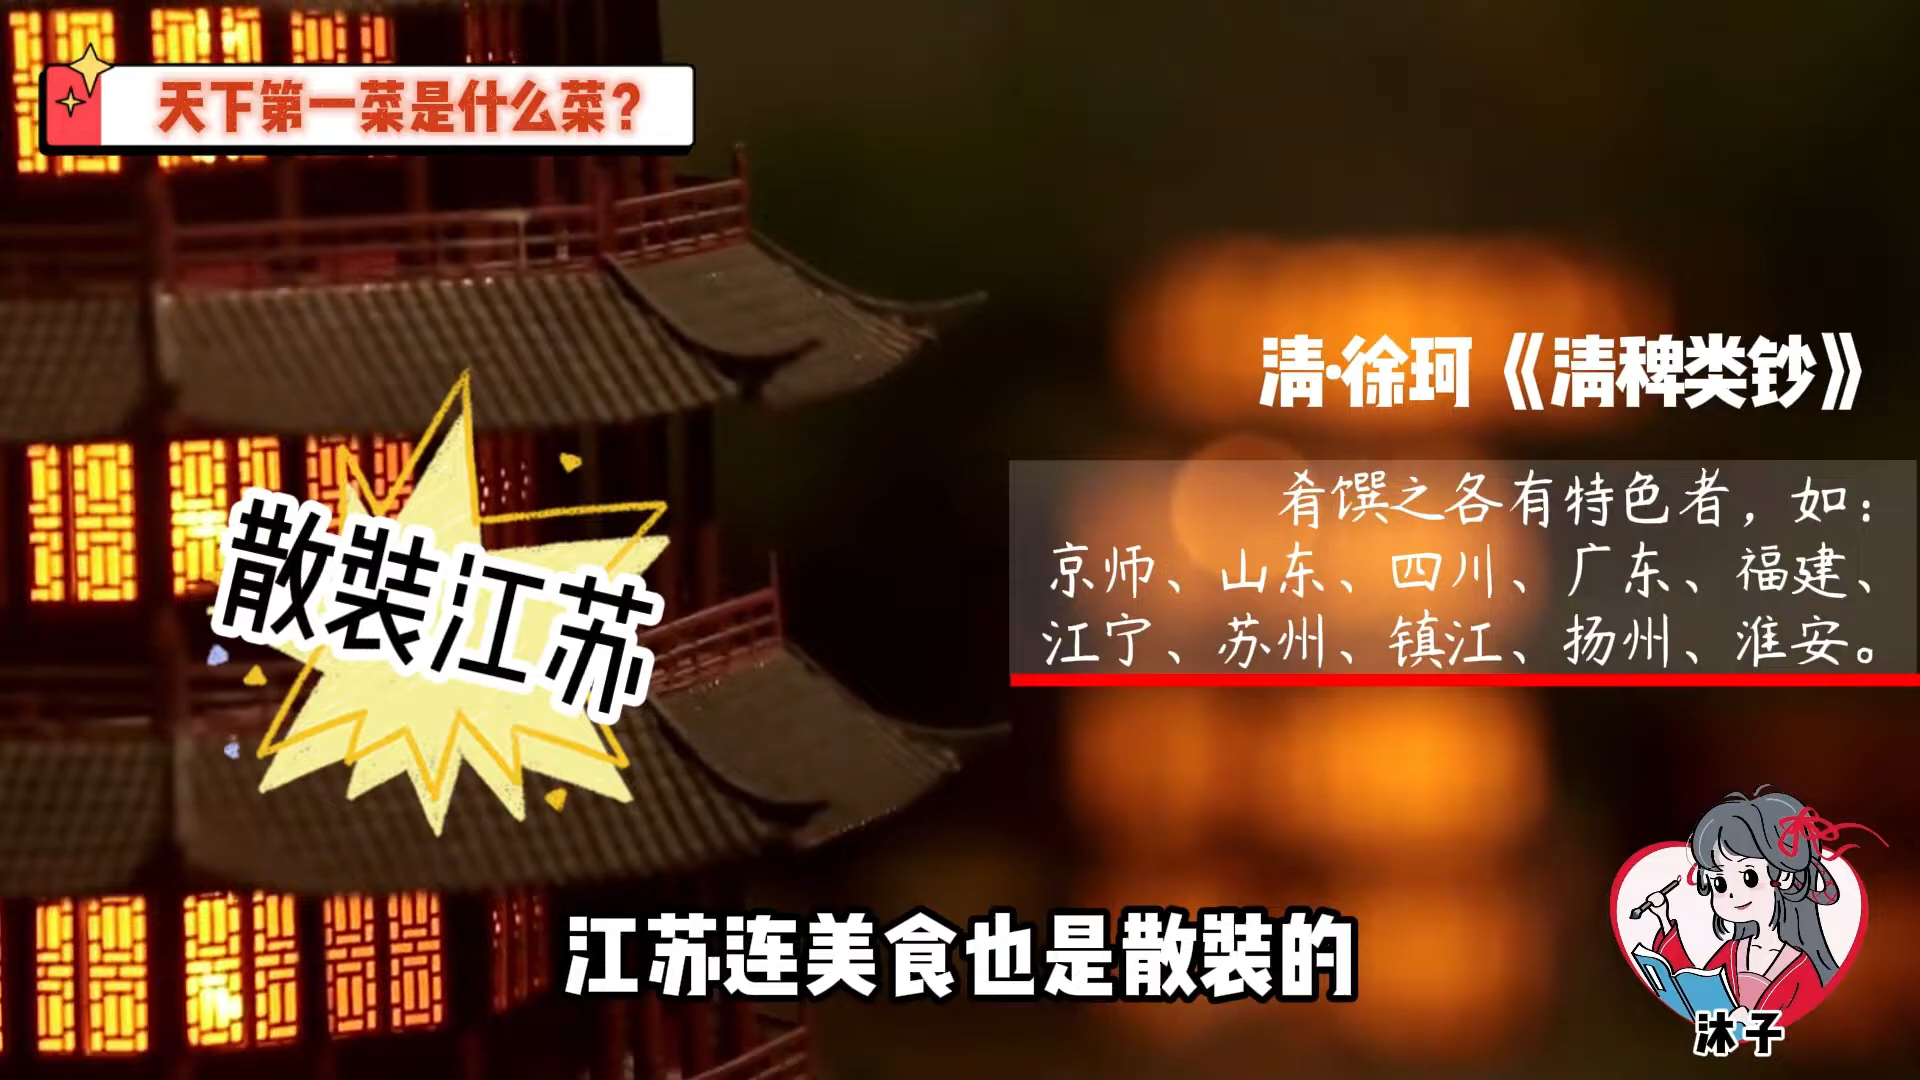 天下第一菜是什么菜？
清·徐珂《清稗类钞》
肴馔之各有特色者，如：
京师、山东、四川、广东、福建、
江宁、苏州、镇江、扬州、淮安。
散装江苏
江苏连美食也是散装的
沐子